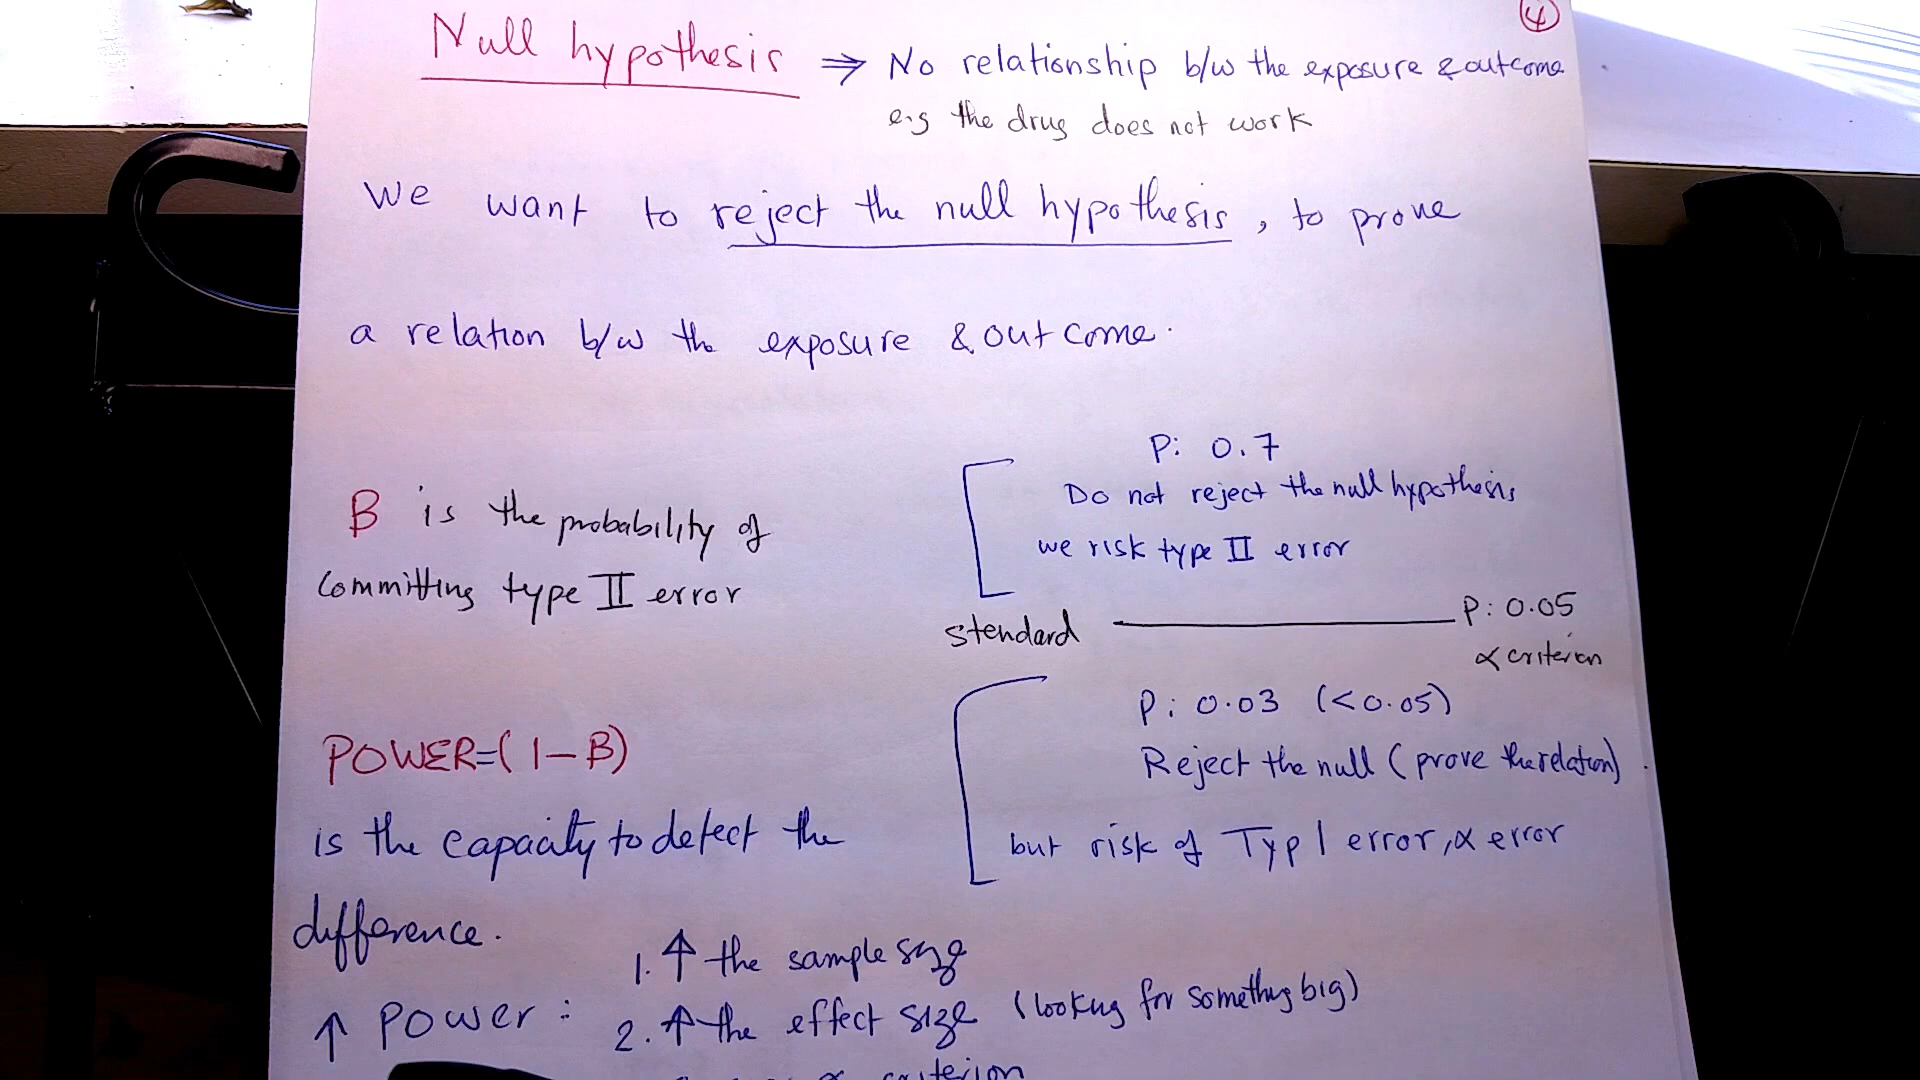 4
Null hypothesis ⇒ No relationship b/w the exposure & outcome
e.g the drug does not work
We want to reject the null hypothesis, to prove
a relation b/w the exposure & outcome.
B is the probability of
Committing type II error
P: 0.7
Do not reject the null hypothesis
we risk type II error
standard P: 0.05
α criterion
P: 0.03 (<0.05)
Reject the null (prove the relation)
but risk of Typ I error, α error
POWER=(1-B)
is the capacity to detect the
difference.
↑ Power:
1. ↑ the sample size
2. ↑ the effect size (looking for something big)
α criterion